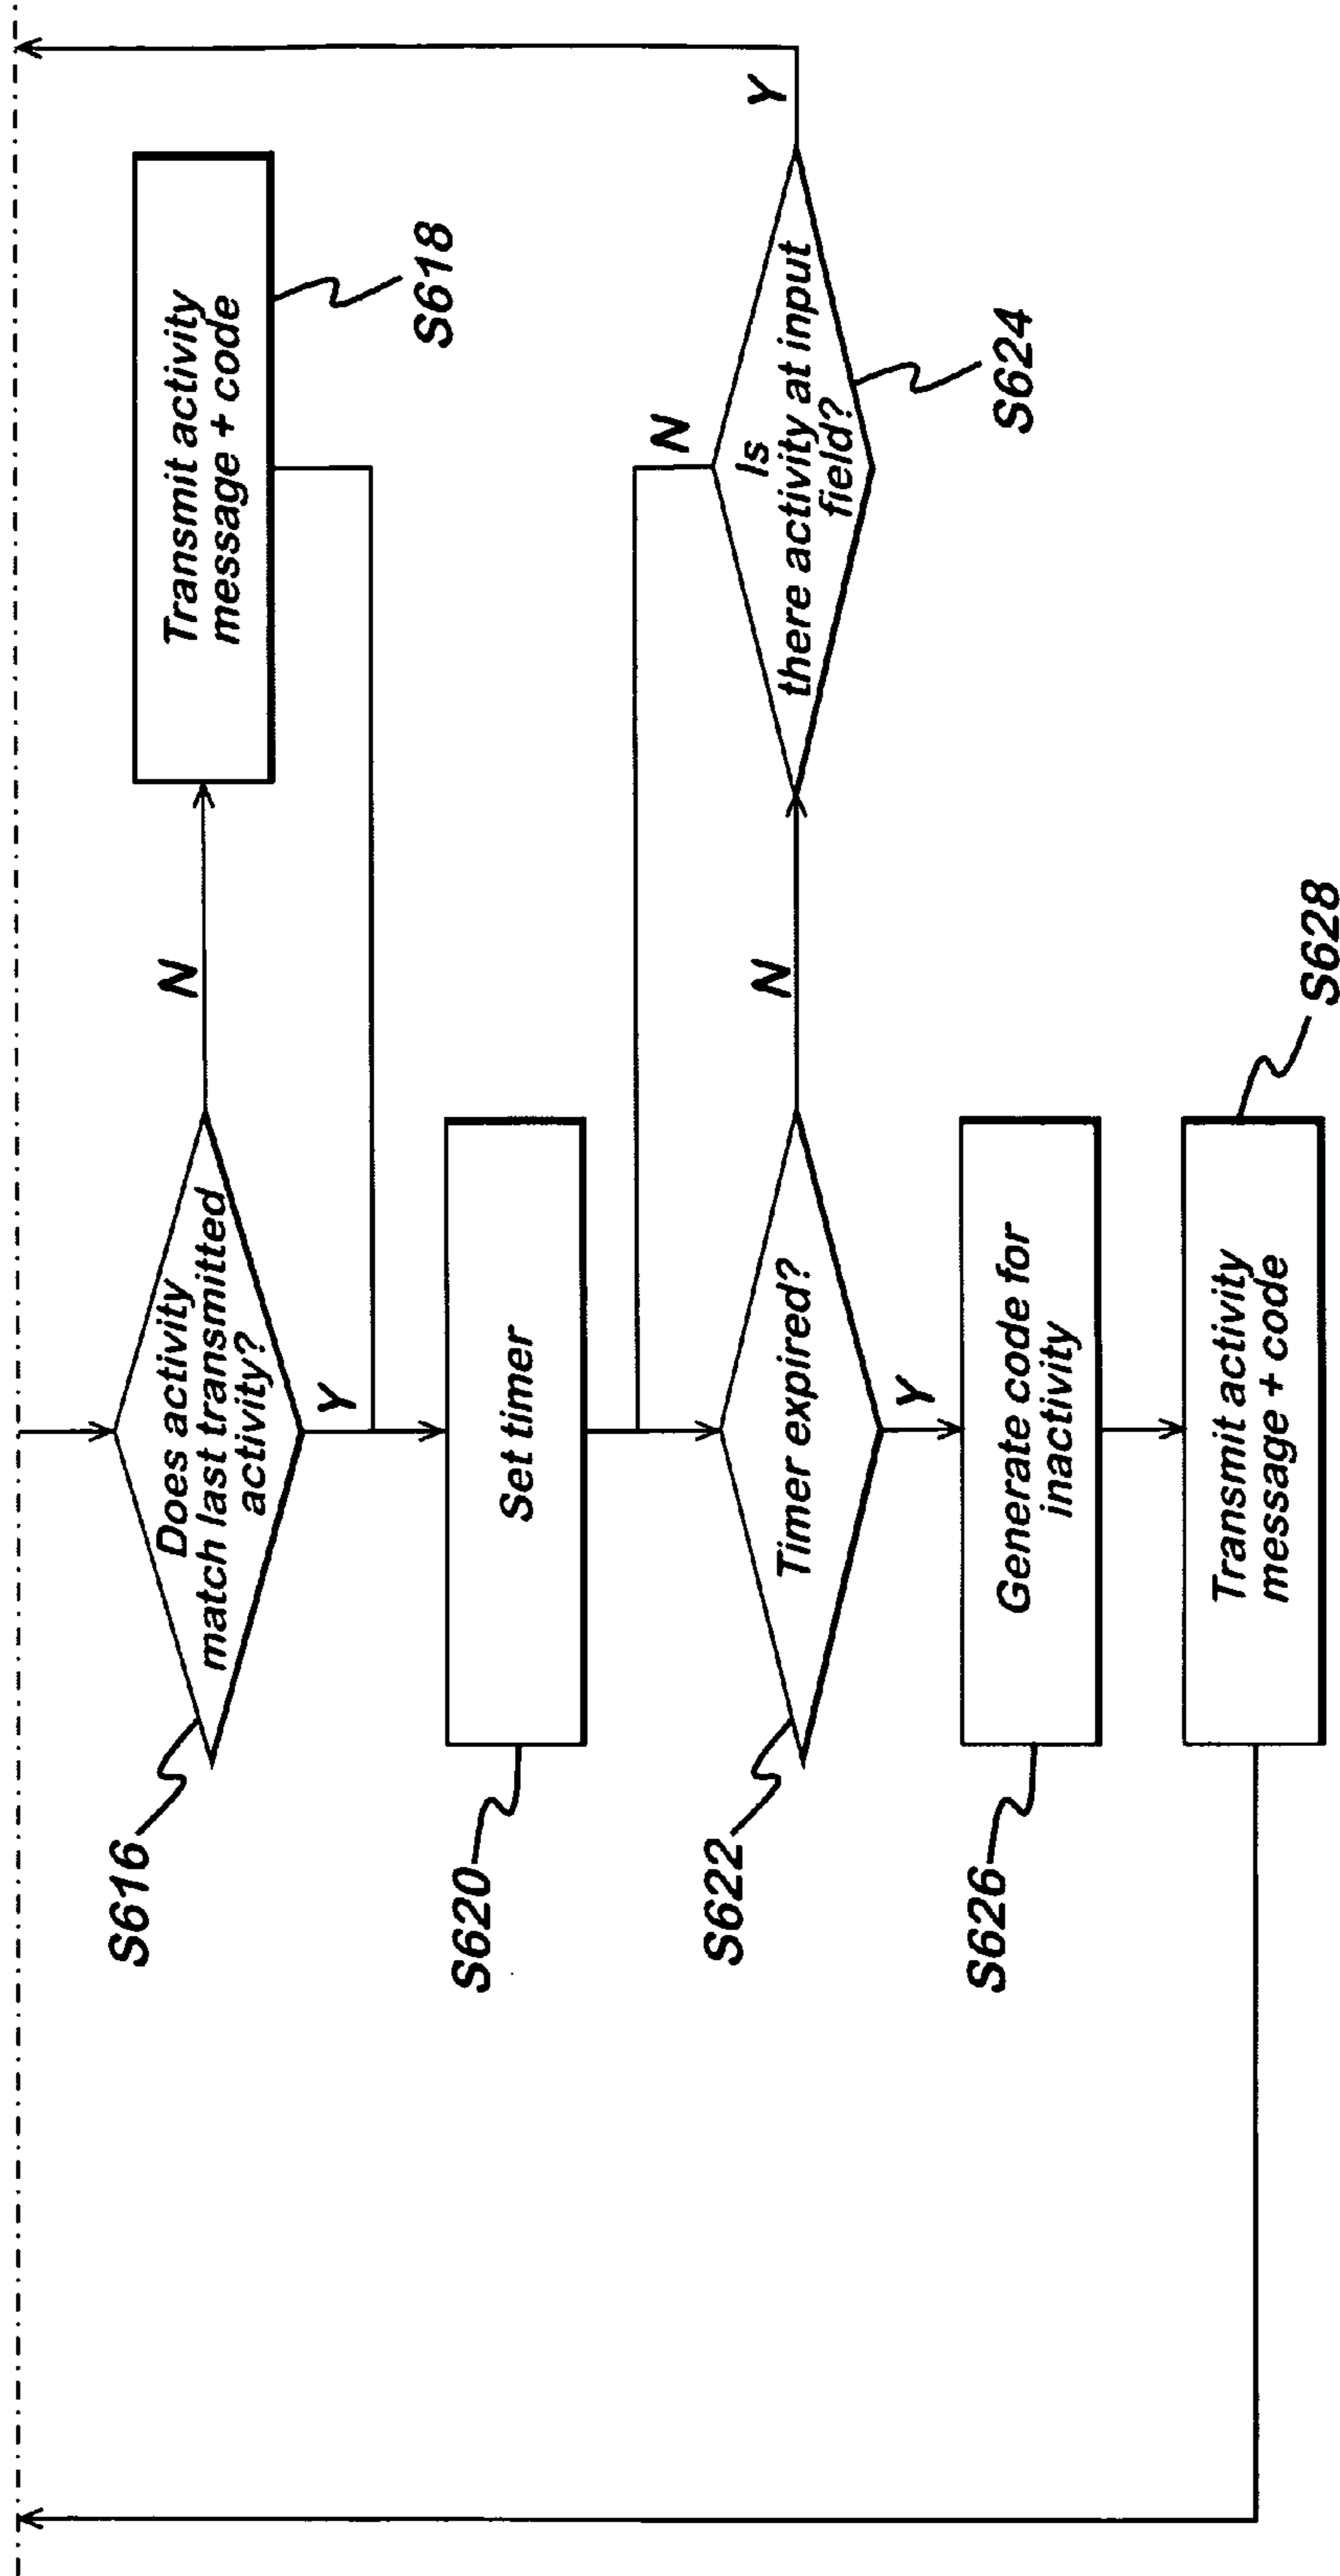 S616
Does activity
match last transmitted
activity?
N
Transmit activity
message + code
S618
Y
S620
Set timer
S622
Timer expired?
N
Is
there activity at input
field?
N
Y
S624
Y
S626
Generate code for
inactivity
Transmit activity
message + code
S628